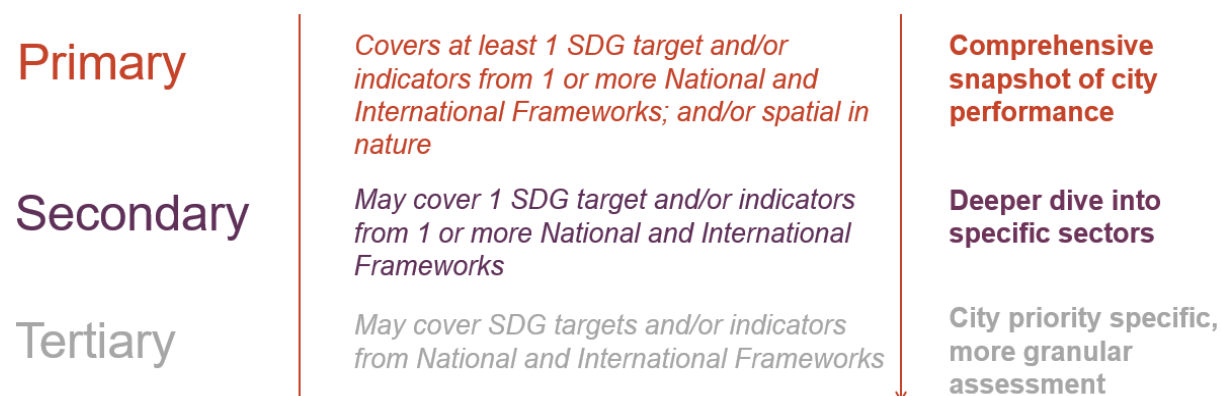 Primary
Covers at least 1 SDG target and/or
indicators from 1 or more National and
International Frameworks; and/or spatial in
nature
Comprehensive
snapshot of city
performance
Secondary
May cover 1 SDG target and/or indicators
from 1 or more National and International
Frameworks
Deeper dive into
specific sectors
Tertiary
May cover SDG targets and/or indicators
from National and International Frameworks
City priority specific,
more granular
assessment